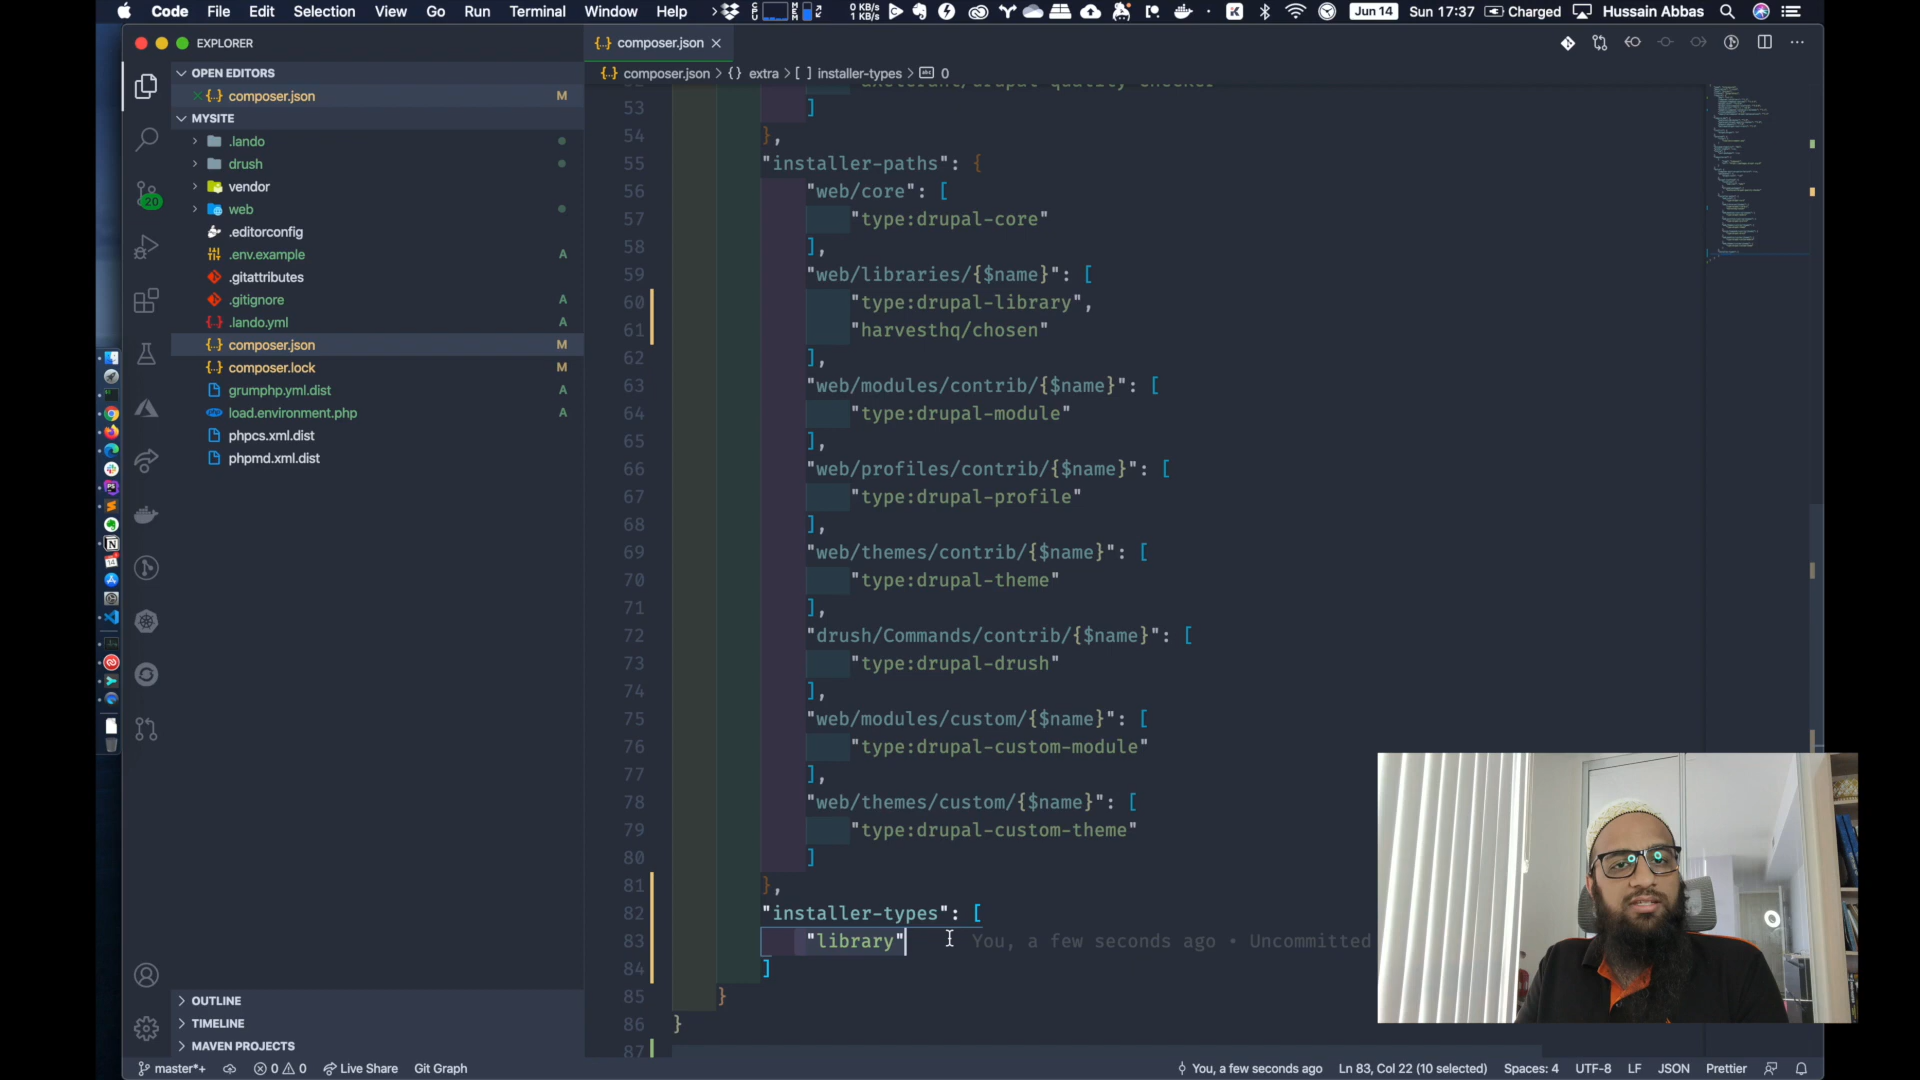 Code File Edit Selection View Go Run Terminal Window Help 0 KB/s 1 KB/s Jun 14 Sun 17:37 Charged Hussain Abbas
EXPLORER
composer.json
OPEN EDITORS
composer.json M
MYSITE
.lando
drush
vendor
20
web
.editorconfig
.env.example A
.gitattributes
.gitignore A
.lando.yml A
composer.json M
composer.lock M
grumphp.yml.dist A
load.environment.php A
phpcs.xml.dist
phpmd.xml.dist
OUTLINE
TIMELINE
MAVEN PROJECTS
{..} composer.json > {} extra > [ ] installer-types > abc 0
53 ]
54 },
55 "installer-paths": {
56 "web/core": [
57 "type:drupal-core"
58 ],
59 "web/libraries/{$name}": [
60 "type:drupal-library",
61 "harvesthq/chosen"
62 ],
63 "web/modules/contrib/{$name}": [
64 "type:drupal-module"
65 ],
66 "web/profiles/contrib/{$name}": [
67 "type:drupal-profile"
68 ],
69 "web/themes/contrib/{$name}": [
70 "type:drupal-theme"
71 ],
72 "drush/Commands/contrib/{$name}": [
73 "type:drupal-drush"
74 ],
75 "web/modules/custom/{$name}": [
76 "type:drupal-custom-module"
77 ],
78 "web/themes/custom/{$name}": [
79 "type:drupal-custom-theme"
80 ]
81 },
82 "installer-types": [
83 "library" You, a few seconds ago • Uncommitted
84 ]
85 }
86 }
87
master*+ 0 0 Live Share Git Graph You, a few seconds ago Ln 83, Col 22 (10 selected) Spaces: 4 UTF-8 LF JSON Prettier